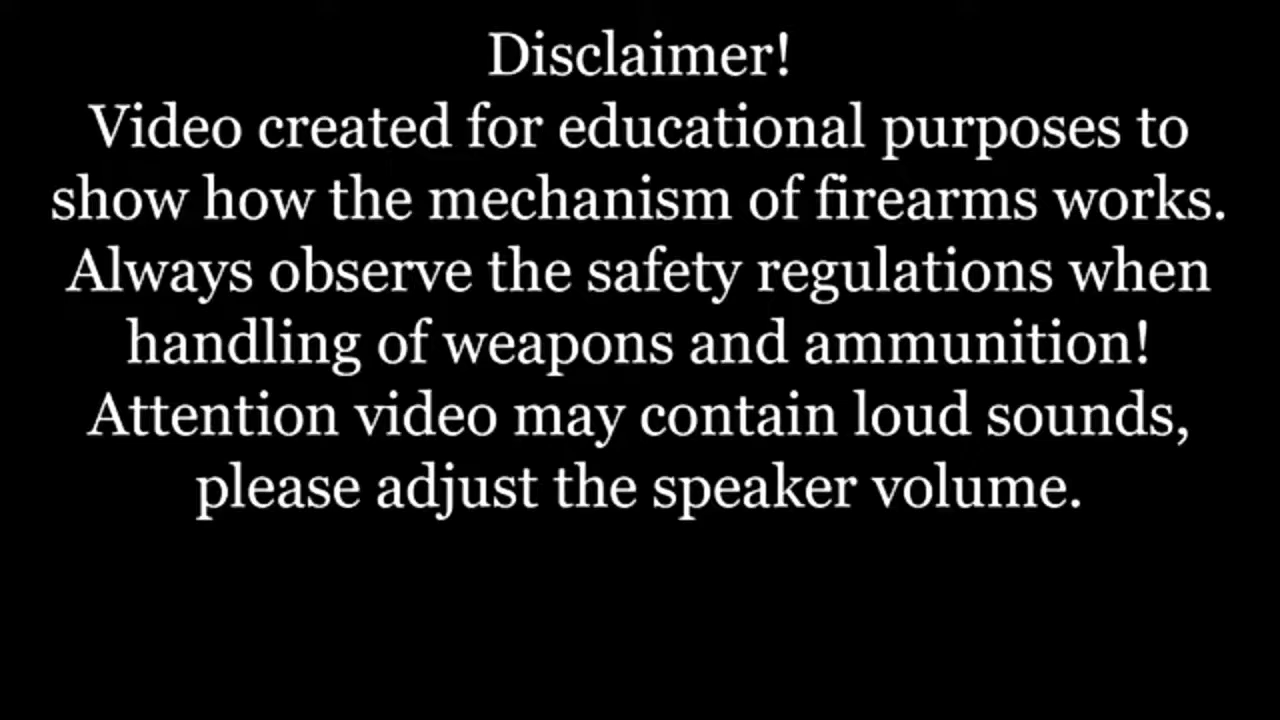 Disclaimer!
Video created for educational purposes to
show how the mechanism of firearms works.
Always observe the safety regulations when
handling of weapons and ammunition!
Attention video may contain loud sounds,
please adjust the speaker volume.